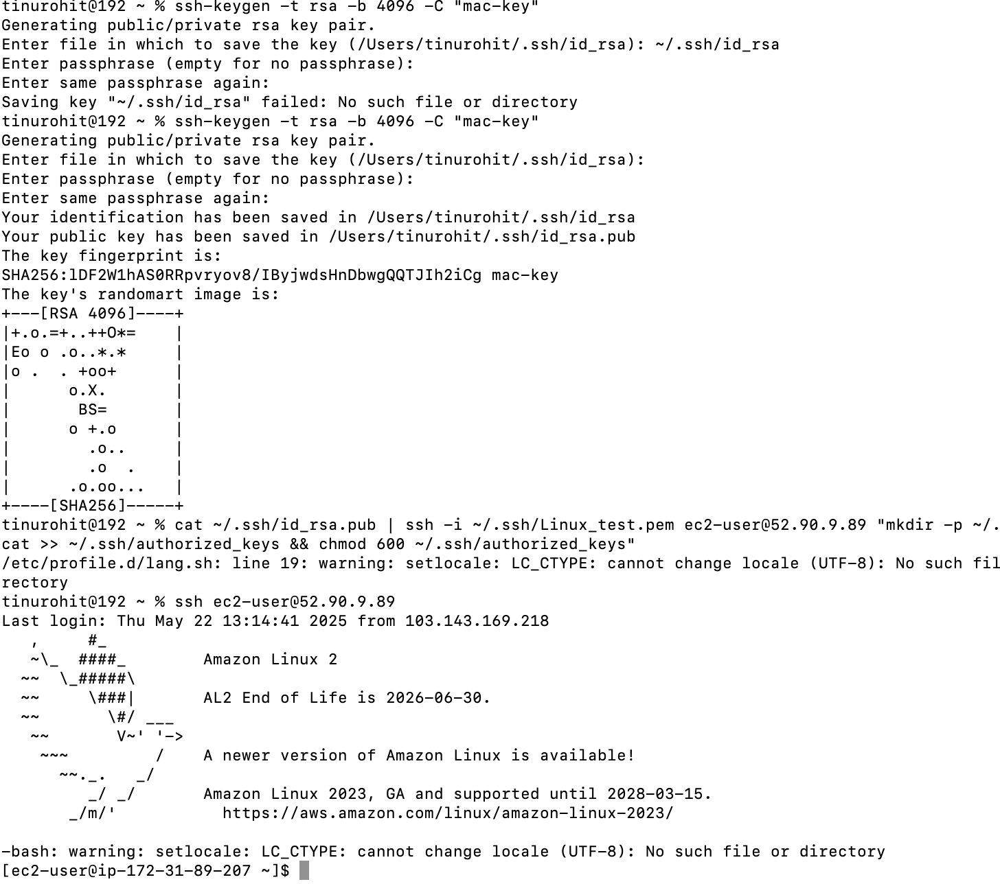 tinurohit@192 ~ % ssh-keygen -t rsa -b 4096 -C "mac-key"
Generating public/private rsa key pair.
Enter file in which to save the key (/Users/tinurohit/.ssh/id_rsa): ~/.ssh/id_rsa
Enter passphrase (empty for no passphrase):
Enter same passphrase again:
Saving key "~/.ssh/id_rsa" failed: No such file or directory
tinurohit@192 ~ % ssh-keygen -t rsa -b 4096 -C "mac-key"
Generating public/private rsa key pair.
Enter file in which to save the key (/Users/tinurohit/.ssh/id_rsa):
Enter passphrase (empty for no passphrase):
Enter same passphrase again:
Your identification has been saved in /Users/tinurohit/.ssh/id_rsa
Your public key has been saved in /Users/tinurohit/.ssh/id_rsa.pub
The key fingerprint is:
SHA256:lDF2W1hAS0RRpvryov8/IByjwdsHnDbwgQQTJIh2iCg mac-key
The key's randomart image is:
+---[RSA 4096]----+
|+.o.=+..++O*=    |
|Eo o .o..*.*     |
|o .  . +oo+      |
|      o.X.       |
|       BS=       |
|      o +.o      |
|        .o..     |
|        .o  .    |
|      .o.oo...   |
+----[SHA256]-----+
tinurohit@192 ~ % cat ~/.ssh/id_rsa.pub | ssh -i ~/.ssh/Linux_test.pem ec2-user@52.90.9.89 "mkdir -p ~/.
cat >> ~/.ssh/authorized_keys && chmod 600 ~/.ssh/authorized_keys"
/etc/profile.d/lang.sh: line 19: warning: setlocale: LC_CTYPE: cannot change locale (UTF-8): No such fil
rectory
tinurohit@192 ~ % ssh ec2-user@52.90.9.89
Last login: Thu May 22 13:14:41 2025 from 103.143.169.218
   ,     #_
   ~\_  ####_        Amazon Linux 2
  ~~  \_#####\
  ~~     \###|       AL2 End of Life is 2026-06-30.
  ~~       \#/ ___
   ~~       V~' '->
    ~~~         /    A newer version of Amazon Linux is available!
      ~~._.   _/
         _/ _/       Amazon Linux 2023, GA and supported until 2028-03-15.
       _/m/'           https://aws.amazon.com/linux/amazon-linux-2023/
-bash: warning: setlocale: LC_CTYPE: cannot change locale (UTF-8): No such file or directory
[ec2-user@ip-172-31-89-207 ~]$